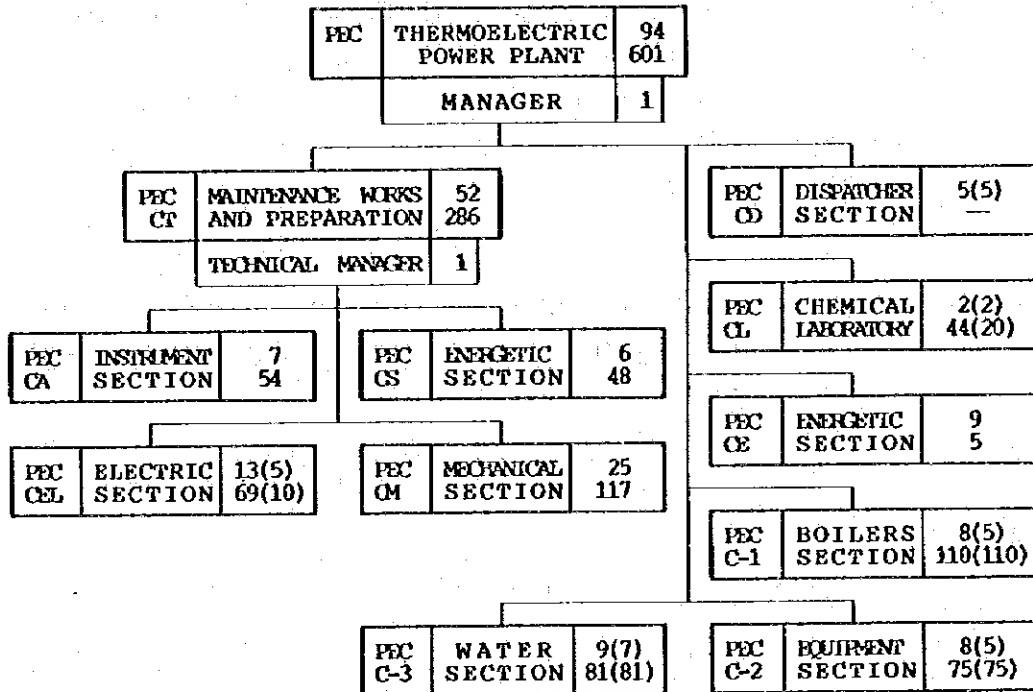 PEC THERMOELECTRIC 94
POWER PLANT 601
MANAGER 1
PEC MAINTENANCE WORKS 52
CT AND PREPARATION 286
TECHNICAL MANAGER 1
PEC DISPATCHER 5(5)
CD SECTION —
PEC CHEMICAL 2(2)
CL LABORATORY 44(20)
PEC INSTRUMENT 7
CA SECTION 54
PEC ENERGETIC 6
CS SECTION 48
PEC ENERGETIC 9
CE SECTION 5
PEC ELECTRIC 13(5)
CEL SECTION 69(10)
PEC MECHANICAL 25
CM SECTION 117
PEC BOILERS 8(5)
C-1 SECTION 110(110)
PEC WATER 9(7)
C-3 SECTION 81(81)
PEC EQUIPMENT 8(5)
C-2 SECTION 75(75)